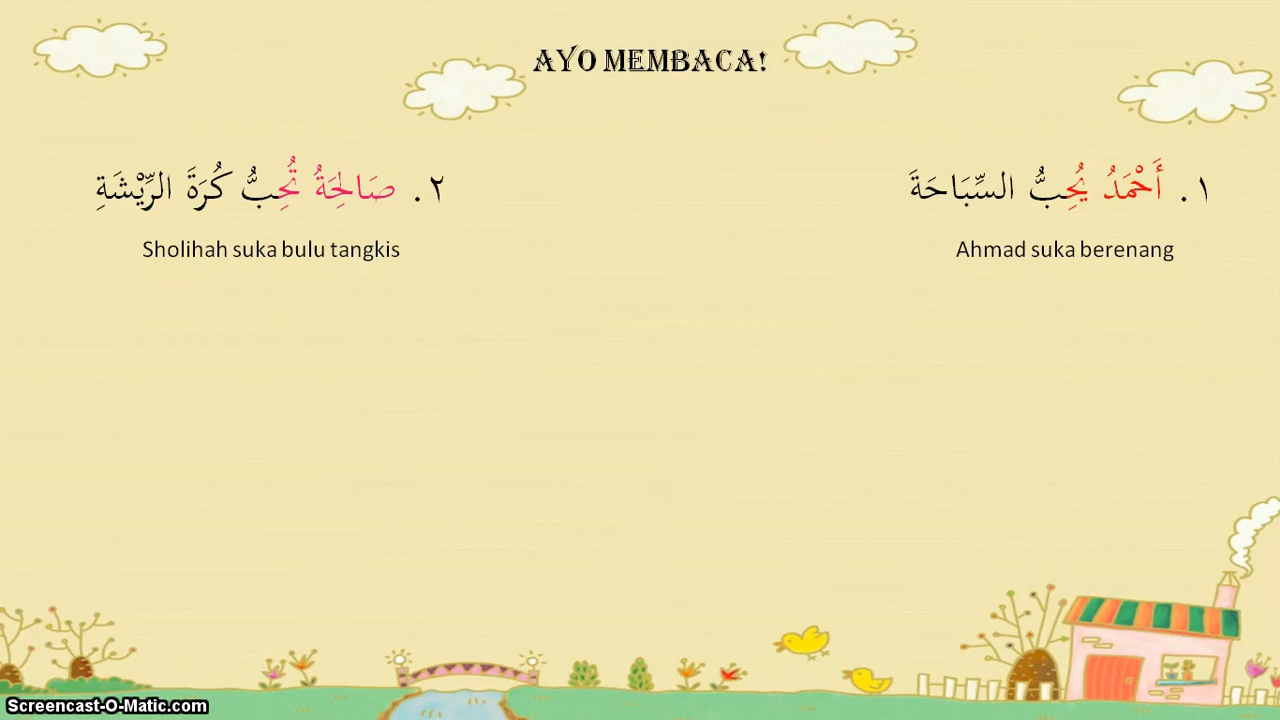 AYO MEMBACA!
١. أَحْمَدُ يُحِبُّ السِّبَاحَةَ
Ahmad suka berenang
٢. صَالِحَةُ تُحِبُّ كُرَةَ الرِّيْشَةِ
Sholihah suka bulu tangkis
Screencast-O-Matic.com